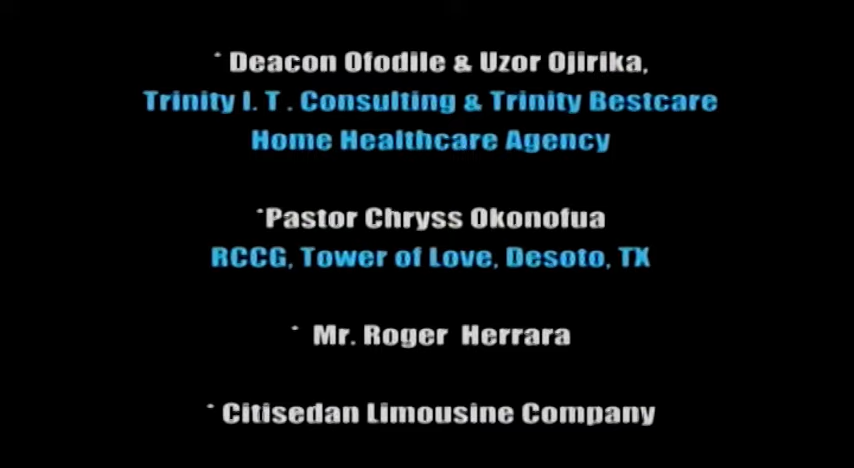 * Deacon Ofodile & Uzor Ojirika,
Trinity I. T . Consulting & Trinity Bestcare
Home Healthcare Agency
*Pastor Chryss Okonofua
RCCG, Tower of Love, Desoto, TX
* Mr. Roger Herrara
* Citisedan Limousine Company